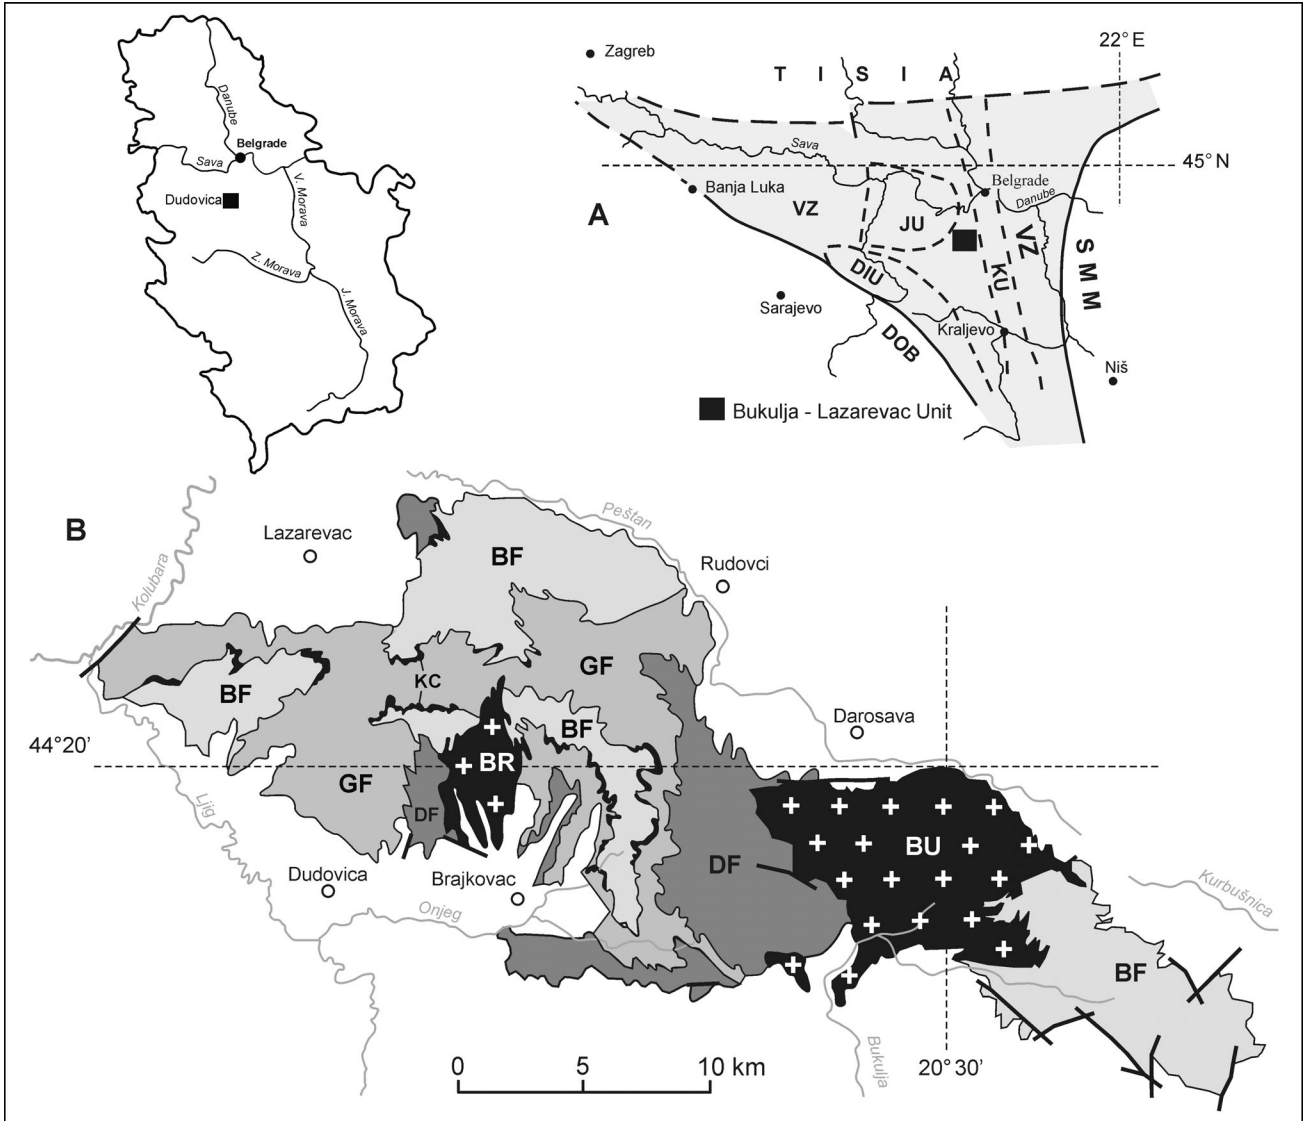 Danube
Belgrade
Sava
Dudovica
V. Morava
Z. Morava
J. Morava
22° E
Zagreb
T I S I A
Sava
45° N
Banja Luka
Belgrade
Danube
A
VZ
JU
VZ
SMM
DIU
KU
Sarajevo
Kraljevo
DOB
Niš
Bukulja - Lazarevac Unit
B
Peštan
Lazarevac
BF
Rudovci
Kolubara
GF
KC
BF
BF
Darosava
44° 20'
BR
GF
Ljig
DF
BU
DF
Dudovica
Brajkovac
Kurbušnica
Onjeg
BF
0 5 10 km
Bukulja
20° 30'